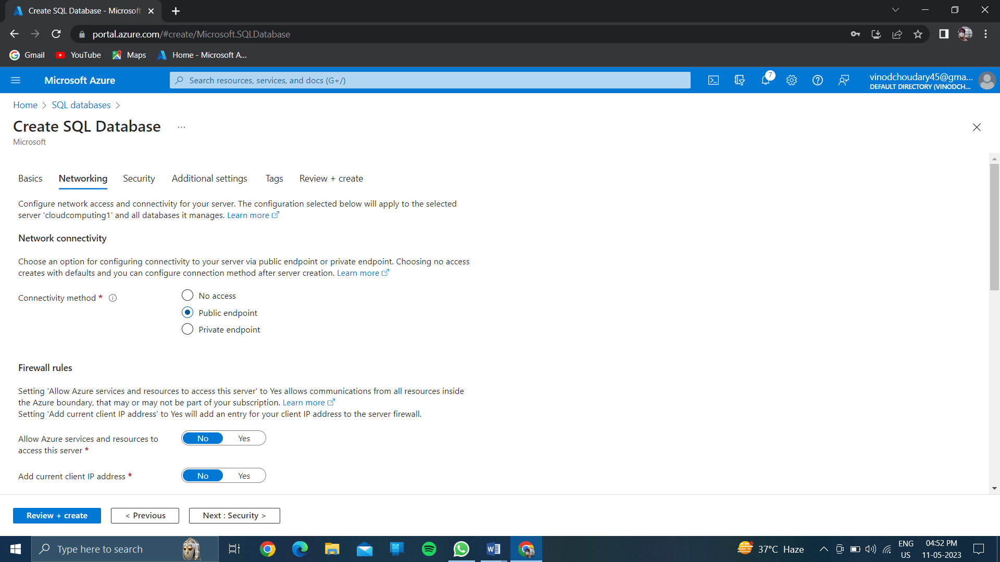 Create SQL Database - Microsoft
portal.azure.com/#create/Microsoft.SQLDatabase
Gmail
YouTube
Maps
Home - Microsoft A...
Microsoft Azure
Search resources, services, and docs (G+/)
7
vinodchoudary45@gma...
DEFAULT DIRECTORY (VINODCH...
Home > SQL databases >
Create SQL Database ...
Microsoft
Basics
Networking
Security
Additional settings
Tags
Review + create
Configure network access and connectivity for your server. The configuration selected below will apply to the selected
server 'cloudcomputing1' and all databases it manages. Learn more
Network connectivity
Choose an option for configuring connectivity to your server via public endpoint or private endpoint. Choosing no access
creates with defaults and you can configure connection method after server creation. Learn more
Connectivity method *
No access
Public endpoint
Private endpoint
Firewall rules
Setting 'Allow Azure services and resources to access this server' to Yes allows communications from all resources inside
the Azure boundary, that may or may not be part of your subscription. Learn more
Setting 'Add current client IP address' to Yes will add an entry for your client IP address to the server firewall.
Allow Azure services and resources to
access this server *
No Yes
Add current client IP address *
No Yes
Review + create
< Previous
Next : Security >
Type here to search
37°C Haze
ENG
US
04:52 PM
11-05-2023